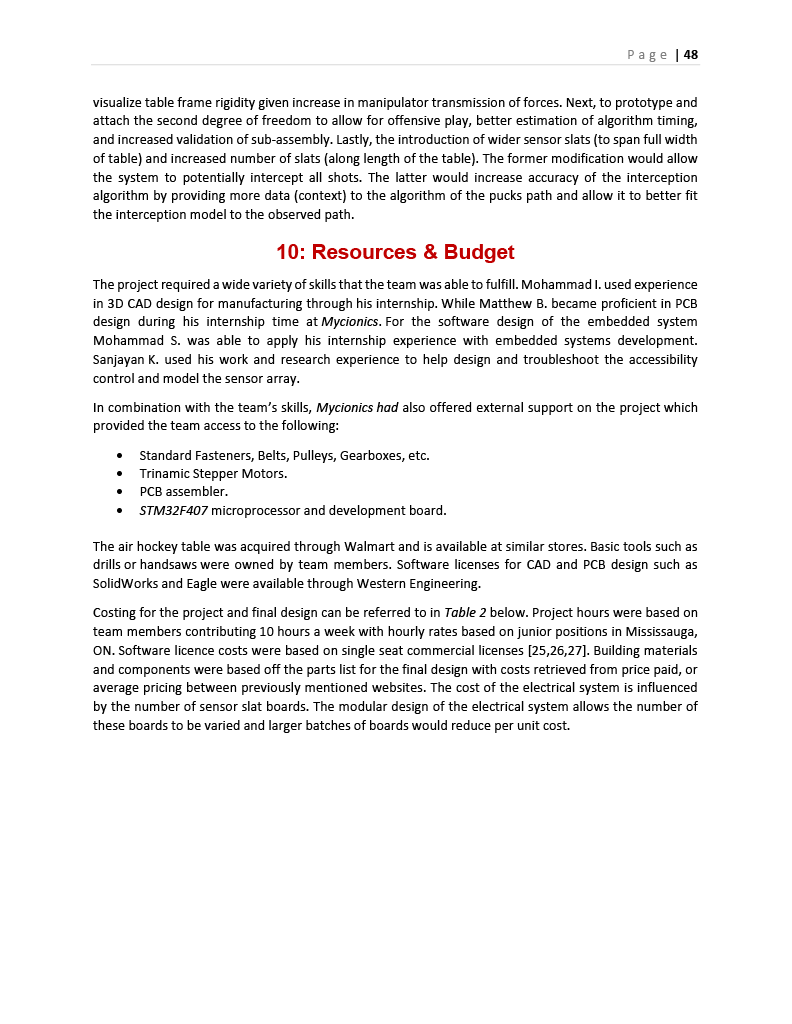 Page | 48
visualize table frame rigidity given increase in manipulator transmission of forces. Next, to prototype and
attach the second degree of freedom to allow for offensive play, better estimation of algorithm timing,
and increased validation of sub-assembly. Lastly, the introduction of wider sensor slats (to span full width
of table) and increased number of slats (along length of the table). The former modification would allow
the system to potentially intercept all shots. The latter would increase accuracy of the interception
algorithm by providing more data (context) to the algorithm of the pucks path and allow it to better fit
the interception model to the observed path.
10: Resources & Budget
The project required a wide variety of skills that the team was able to fulfill. Mohammad I. used experience
in 3D CAD design for manufacturing through his internship. While Matthew B. became proficient in PCB
design during his internship time at Mycionics. For the software design of the embedded system
Mohammad S. was able to apply his internship experience with embedded systems development.
Sanjayan K. used his work and research experience to help design and troubleshoot the accessibility
control and model the sensor array.
In combination with the team's skills, Mycionics had also offered external support on the project which
provided the team access to the following:
• Standard Fasteners, Belts, Pulleys, Gearboxes, etc.
• Trinamic Stepper Motors.
• PCB assembler.
• STM32F407 microprocessor and development board.
The air hockey table was acquired through Walmart and is available at similar stores. Basic tools such as
drills or handsaws were owned by team members. Software licenses for CAD and PCB design such as
SolidWorks and Eagle were available through Western Engineering.
Costing for the project and final design can be referred to in Table 2 below. Project hours were based on
team members contributing 10 hours a week with hourly rates based on junior positions in Mississauga,
ON. Software licence costs were based on single seat commercial licenses [25,26,27]. Building materials
and components were based off the parts list for the final design with costs retrieved from price paid, or
average pricing between previously mentioned websites. The cost of the electrical system is influenced
by the number of sensor slat boards. The modular design of the electrical system allows the number of
these boards to be varied and larger batches of boards would reduce per unit cost.